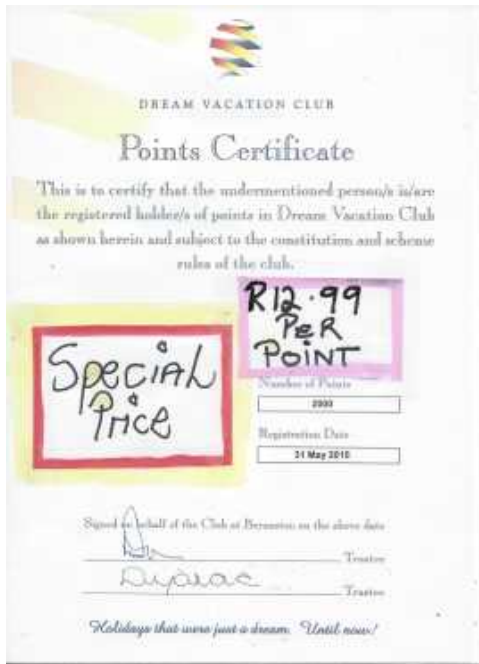 DREAM VACATION CLUB
Points Certificate
This is to certify that the undermentioned person/s is/are
the registered holder/s of points in Dream Vacation Club
as shown herein and subject to the constitution and scheme
rules of the club.
R12.99
PER
POINT
SPECIAL
PRICE
Number of Points
2000
Registration Date
31 May 2010
Signed on behalf of the Club at on the above date
Trustee
Trustee
Holidays that were just a dream. Until now!